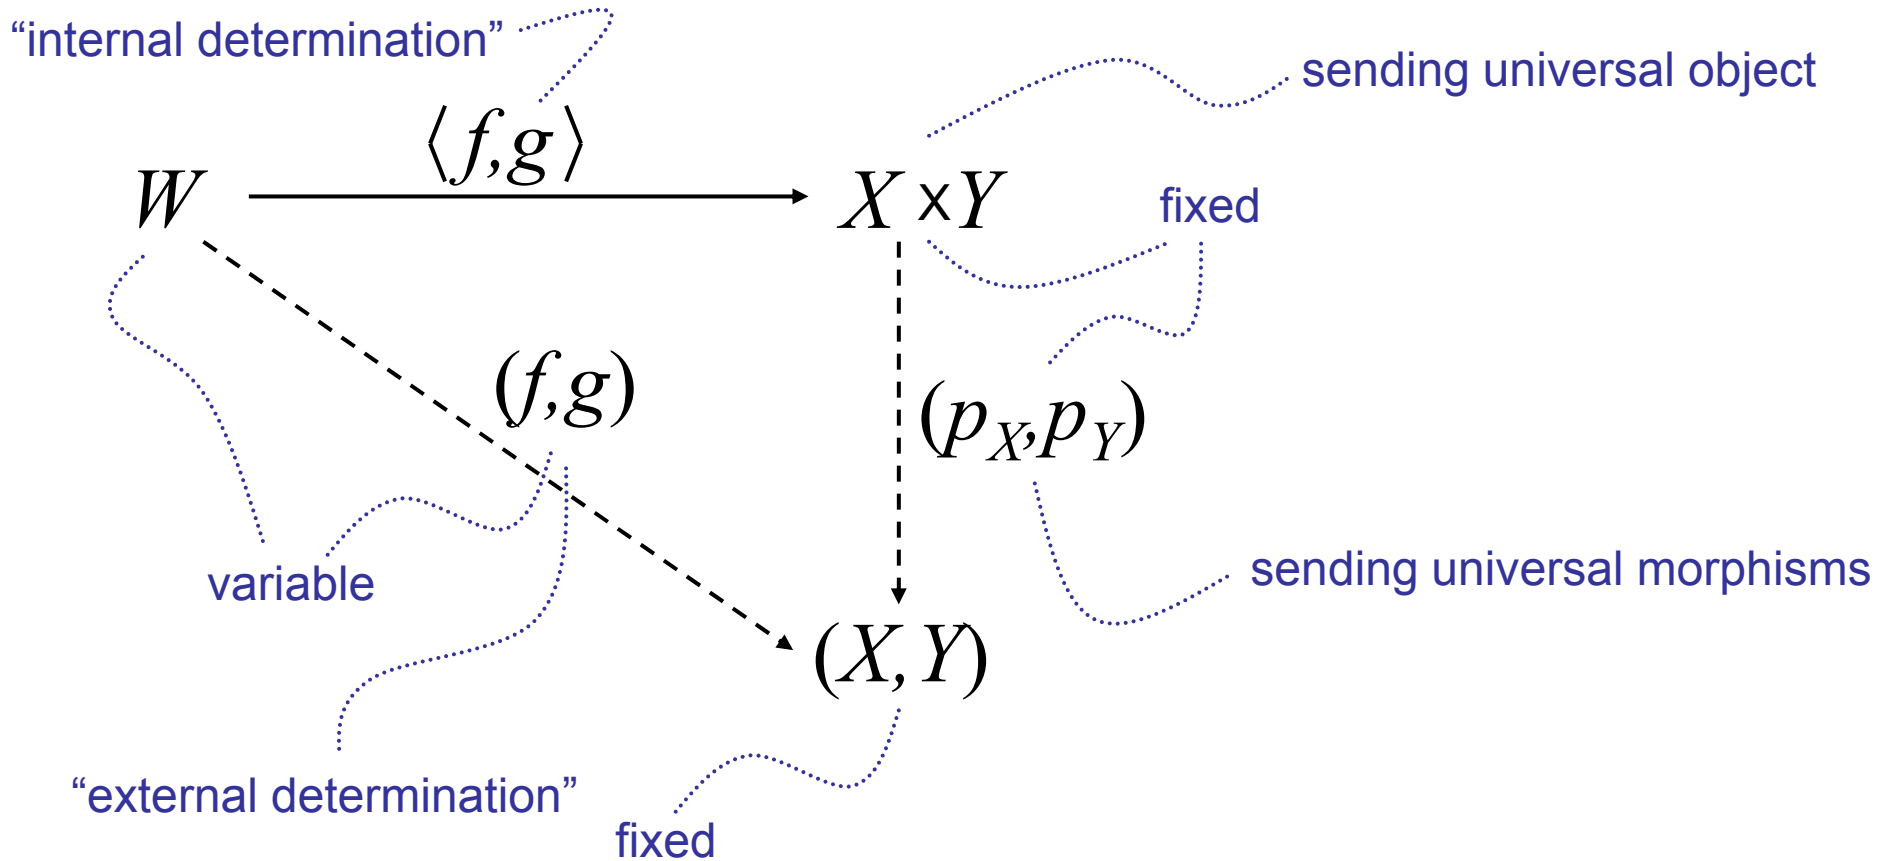 “internal determination”
sending universal object
⟨f,g⟩
W
X x Y
fixed
(f,g)
(p_X,p_Y)
variable
sending universal morphisms
(X,Y)
“external determination”
fixed